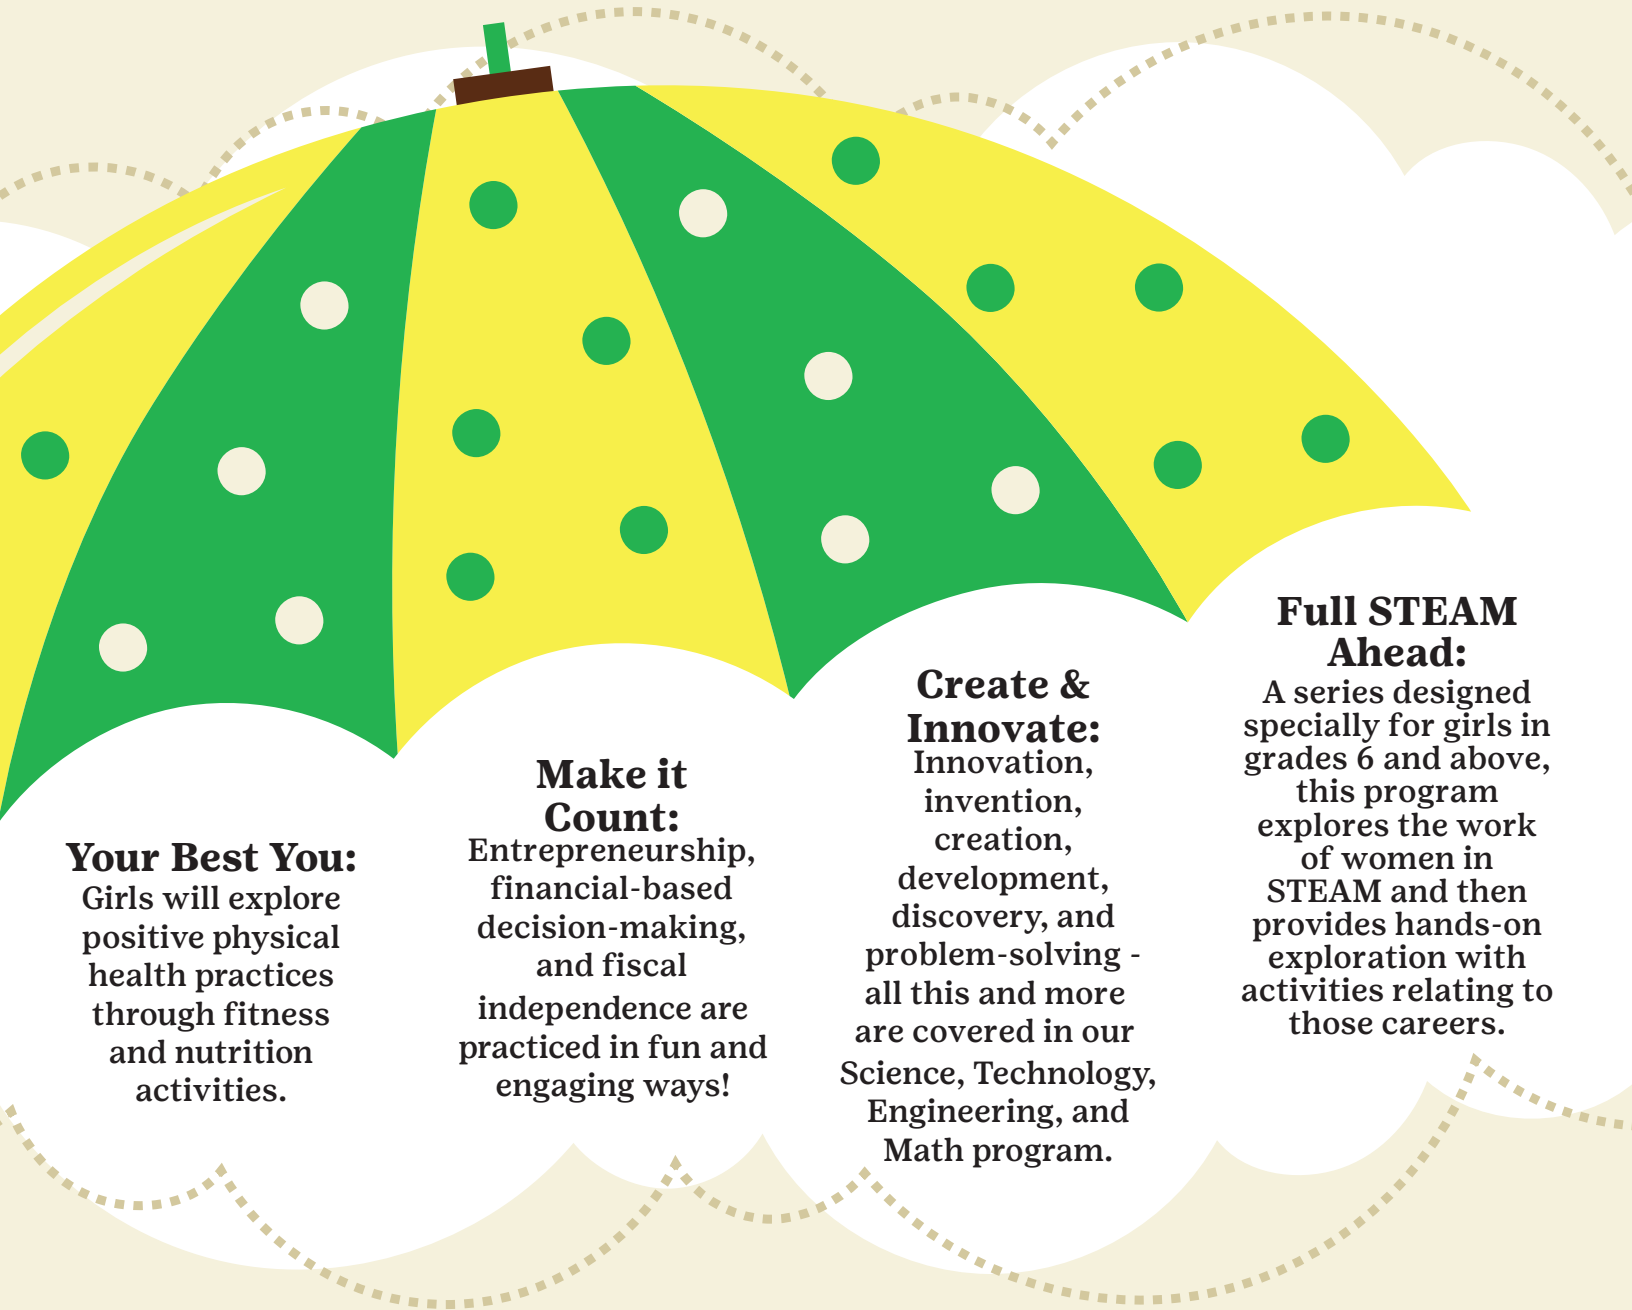 Your Best You:
Girls will explore
positive physical
health practices
through fitness
and nutrition
activities.
Make it
Count:
Entrepreneurship,
financial-based
decision-making,
and fiscal
independence are
practiced in fun and
engaging ways!
Create &
Innovate:
Innovation,
invention,
creation,
development,
discovery, and
problem-solving -
all this and more
are covered in our
Science, Technology,
Engineering, and
Math program.
Full STEAM
Ahead:
A series designed
specially for girls in
grades 6 and above,
this program
explores the work
of women in
STEAM and then
provides hands-on
exploration with
activities relating to
those careers.